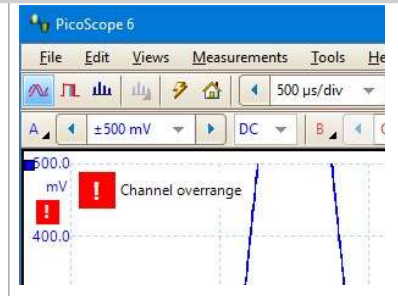 PicoScope 6
File Edit Views Measurements Tools He
500 µs/div
A ±500 mV DC B
500.0
mV
! Channel overrange
!
400.0